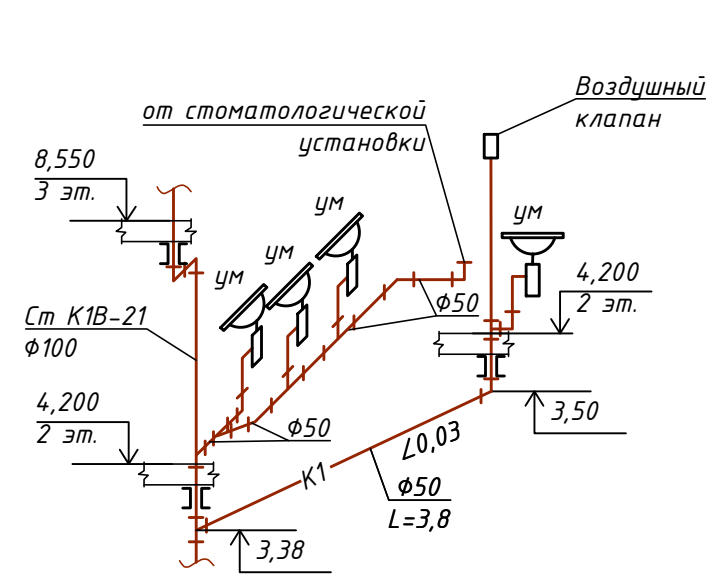 Воздушный
клапан
от стоматологической
установки
8,550
3 эт.
ум
ум
ум
ум
4,200
2 эт.
Ст К1В-21
Ф100
Ф50
4,200
2 эт.
Ф50
3,50
∠0,03
К1
Ф50
L=3,8
3,38